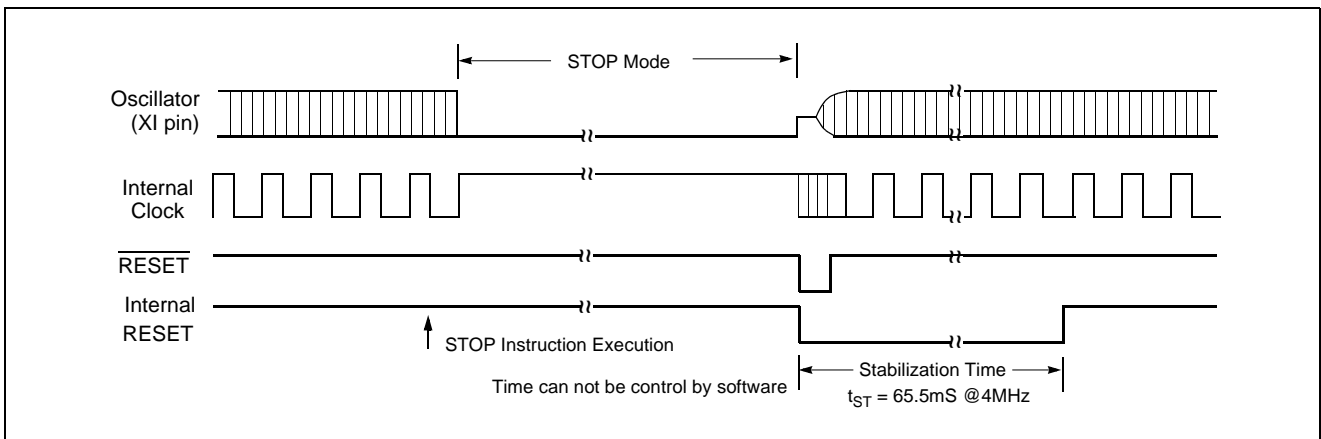 STOP Mode
Oscillator
(XI pin)
Internal
Clock
RESET
Internal
RESET
STOP Instruction Execution
Time can not be control by software
Stabilization Time
tST = 65.5mS @4MHz